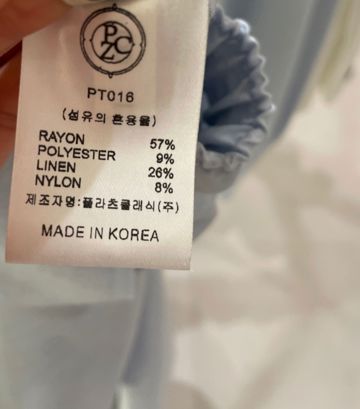 PZC
PT016
(섬유의 혼용율)
RAYON 57%
POLYESTER 9%
LINEN 26%
NYLON 8%
제조자명:플라츠클래식(주)
MADE IN KOREA